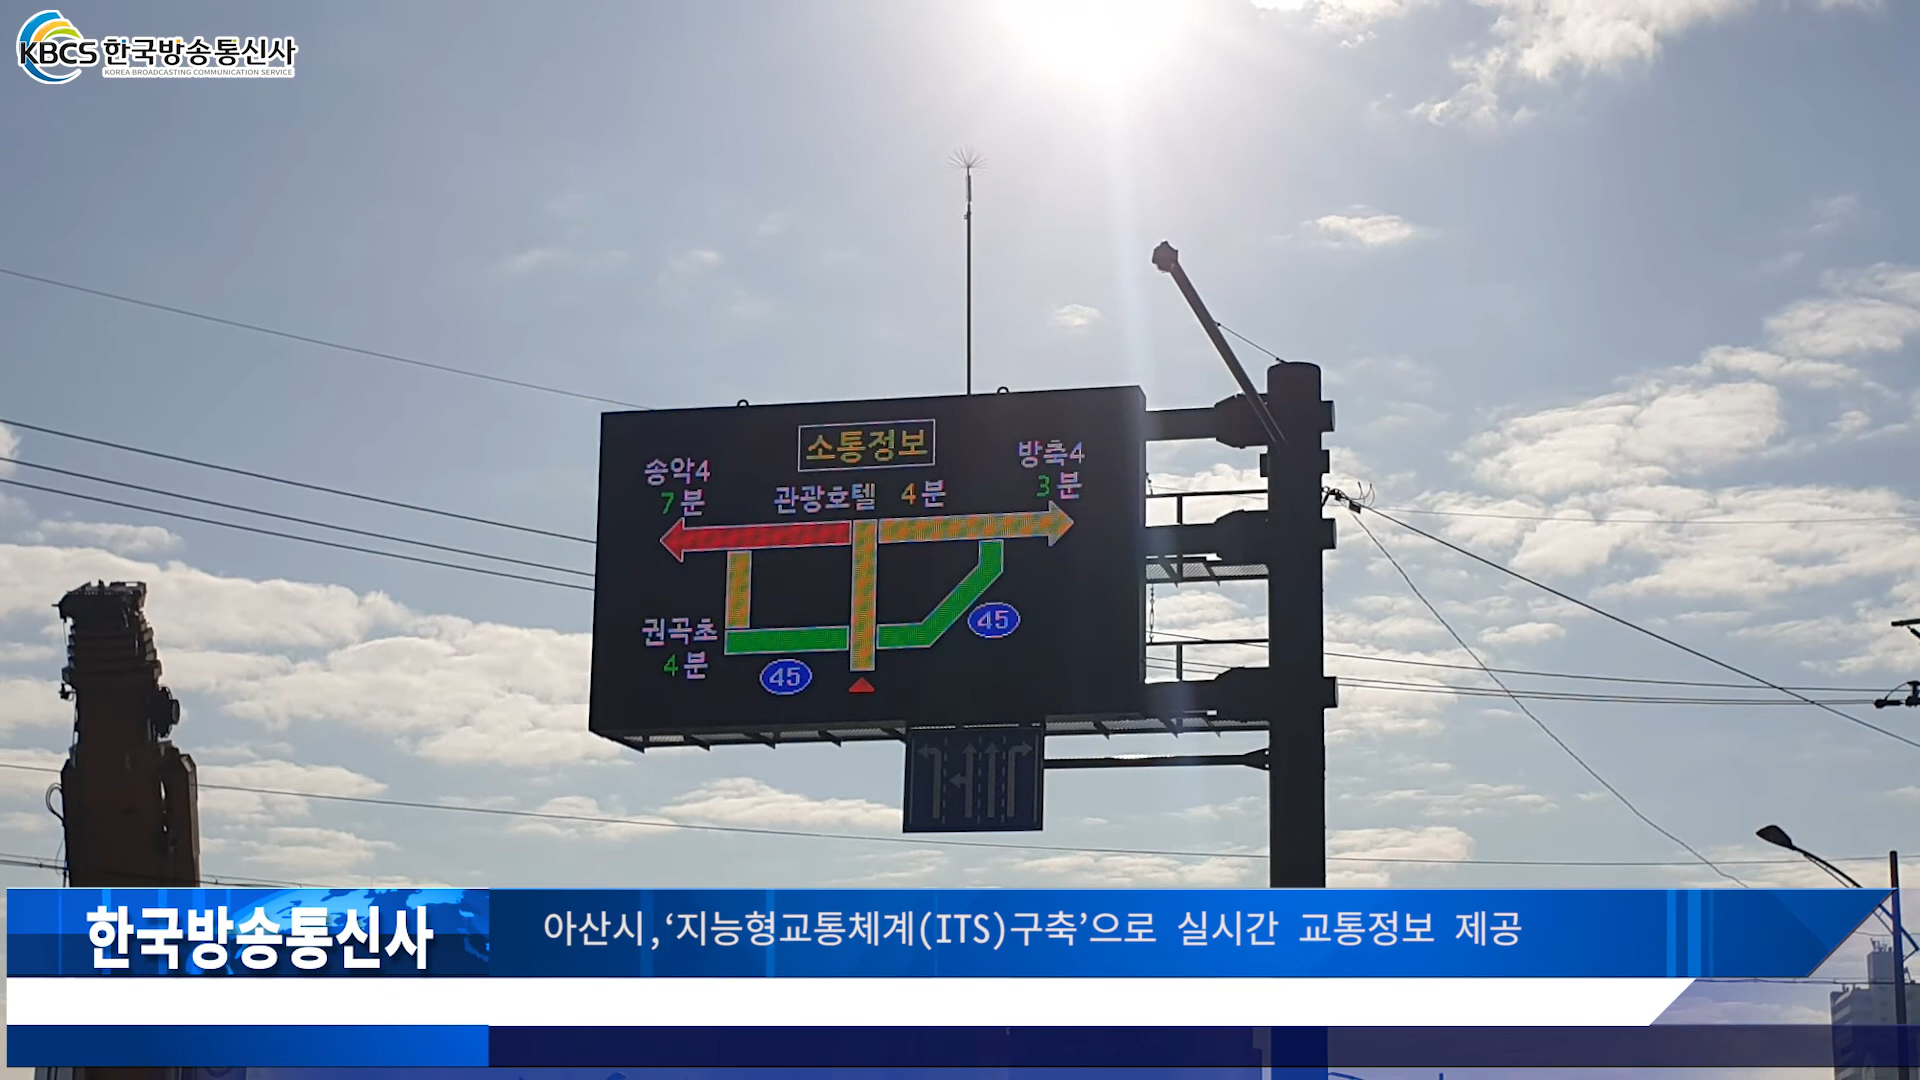 KBCS 한국방송통신사
KOREA BROADCASTING COMMUNICATION SERVICE
소통정보
송악4
7분
관광호텔 4분
방축4
3분
권곡초
4분
45
45
한국방송통신사
아산시,‘지능형교통체계(ITS)구축’으로 실시간 교통정보 제공